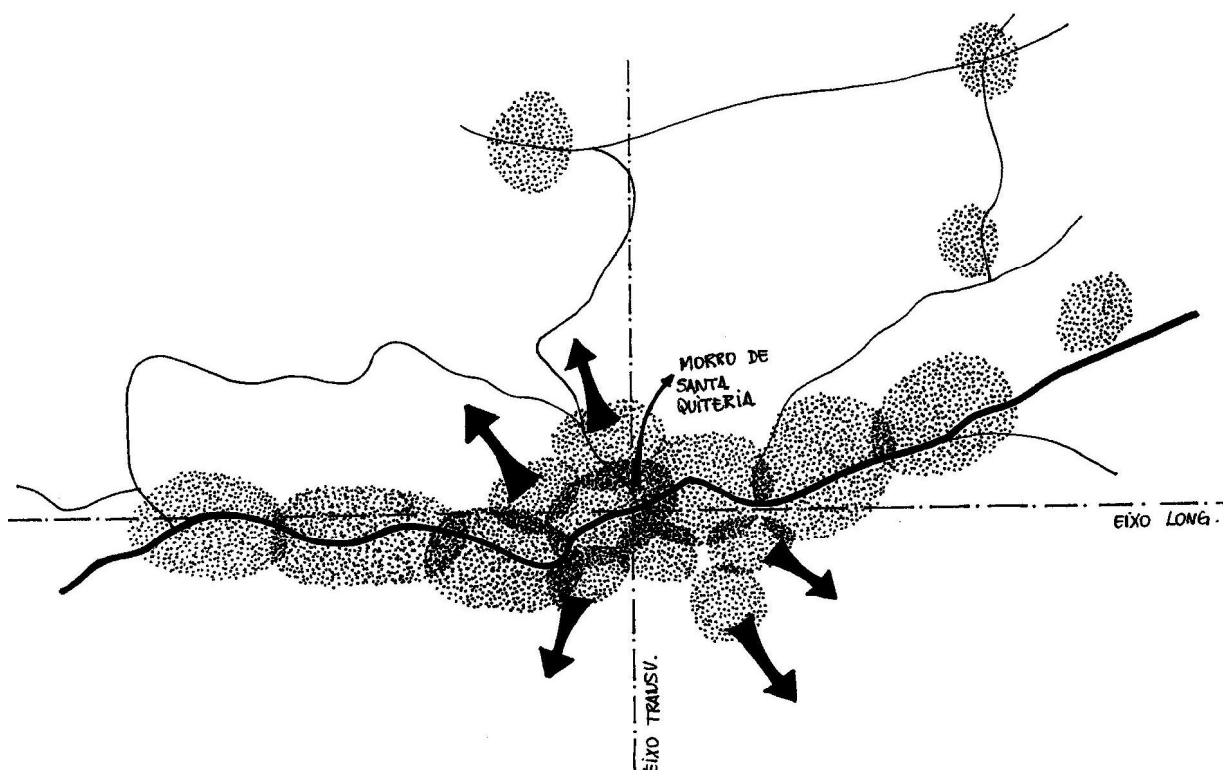 MORRO DE
SANTA
QUITERIA
EIXO LONG.
EIXO TRANSV.